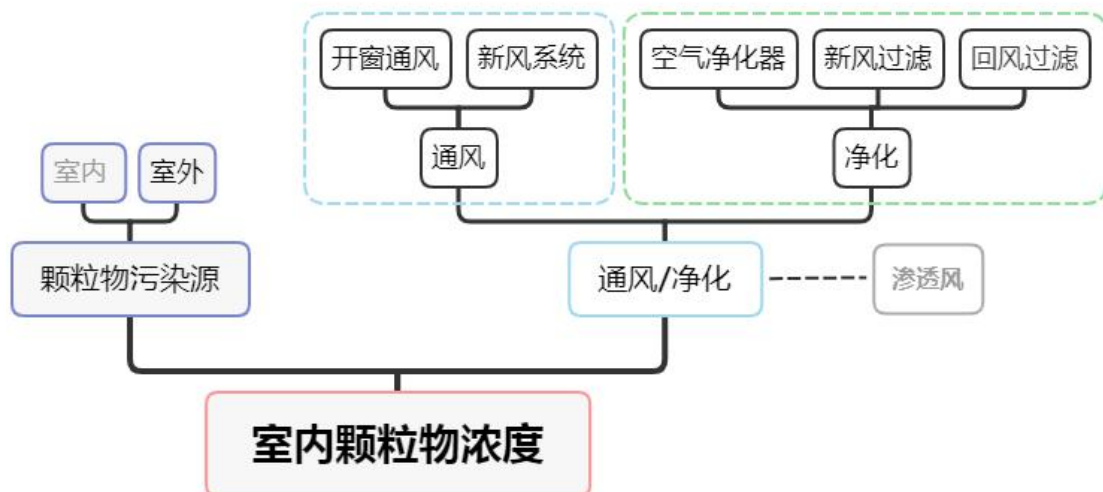 开窗通风
新风系统
空气净化器
新风过滤
回风过滤
通风
净化
室内
室外
颗粒物污染源
通风/净化
渗透风
室内颗粒物浓度